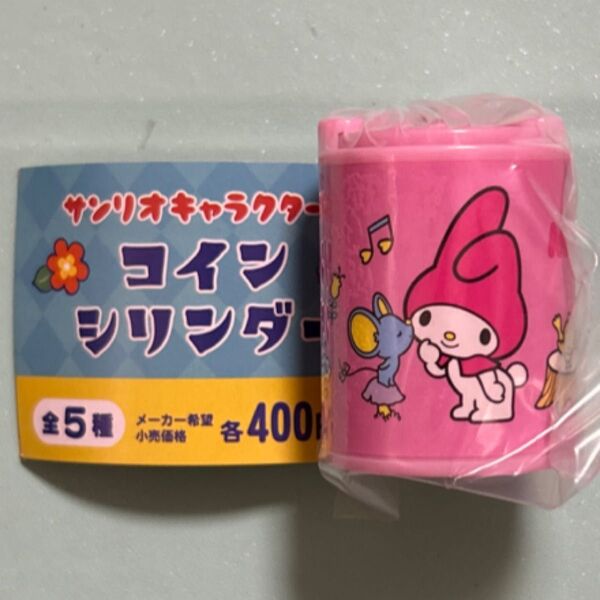 サンリオキャラクター
コイン
シリンダー
全5種
メーカー希望
小売価格
各400円